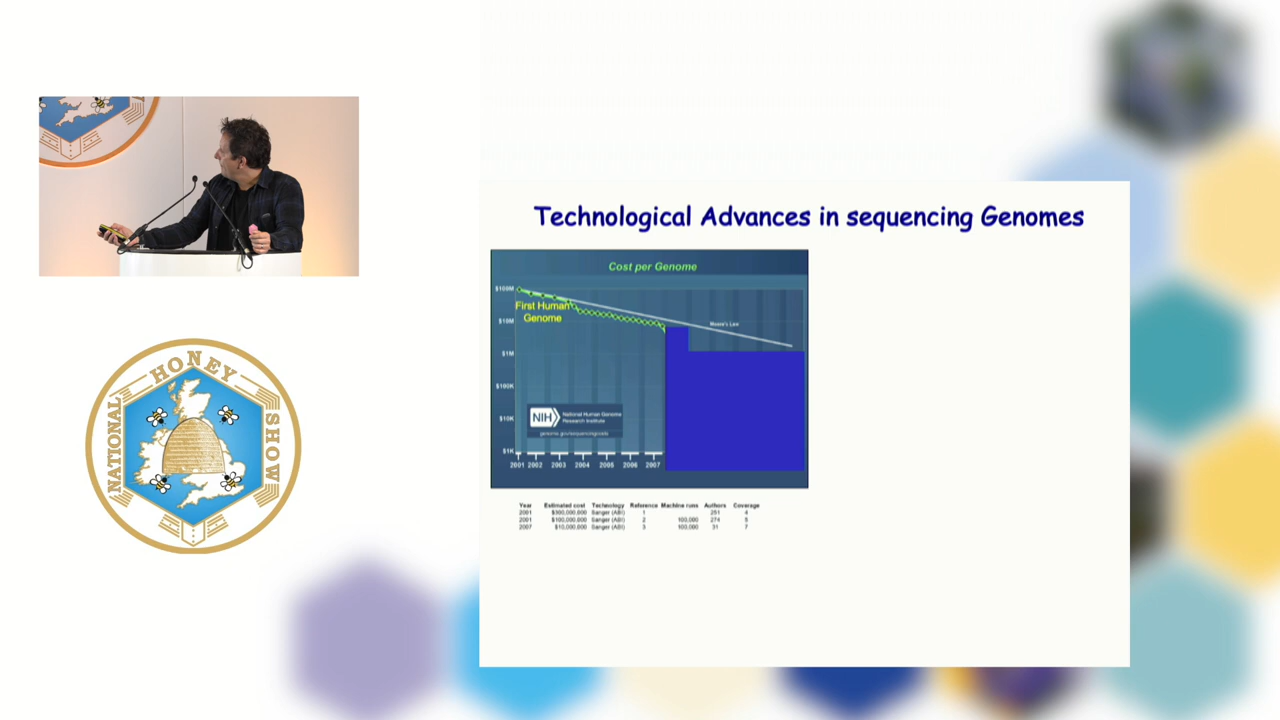 NATIONAL HONEY SHOW
Technological Advances in sequencing Genomes
Cost per Genome
$100M
First Human
Genome
$10M
Moore's Law
$1M
$100K
$10K
NIH
National Human Genome
Research Institute
genome.gov/sequencingcosts
$1K
2001 2002 2003 2004 2005 2006 2007
Year Estimated cost Technology Reference Machine runs Authors Coverage
2001 $300,000,000 Sanger (ABI) 1 251 4
2001 $100,000,000 Sanger (ABI) 2 100,000 274 5
2007 $10,000,000 Sanger (ABI) 3 100,000 31 7